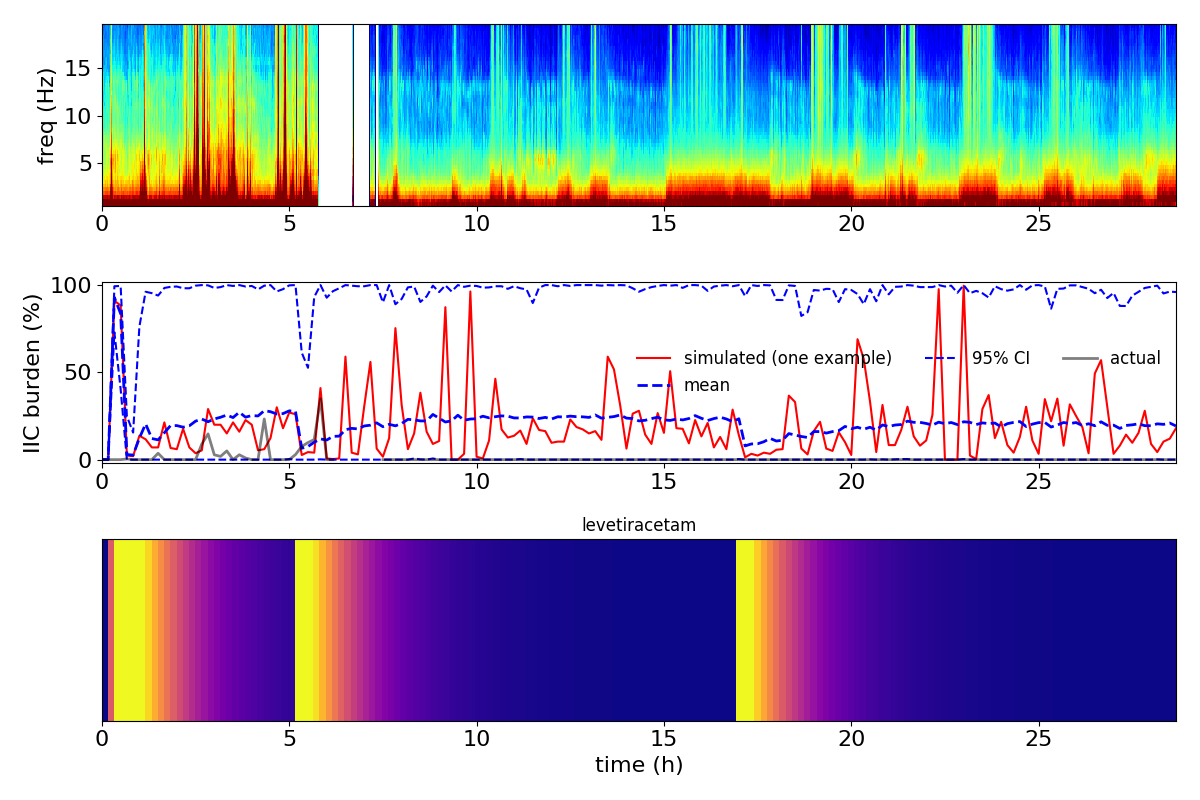 freq (Hz)
15
10
5
0 5 10 15 20 25
IIC burden (%)
100
50
0
simulated (one example) 95% CI actual
mean
0 5 10 15 20 25
levetiracetam
0 5 10 15 20 25
time (h)